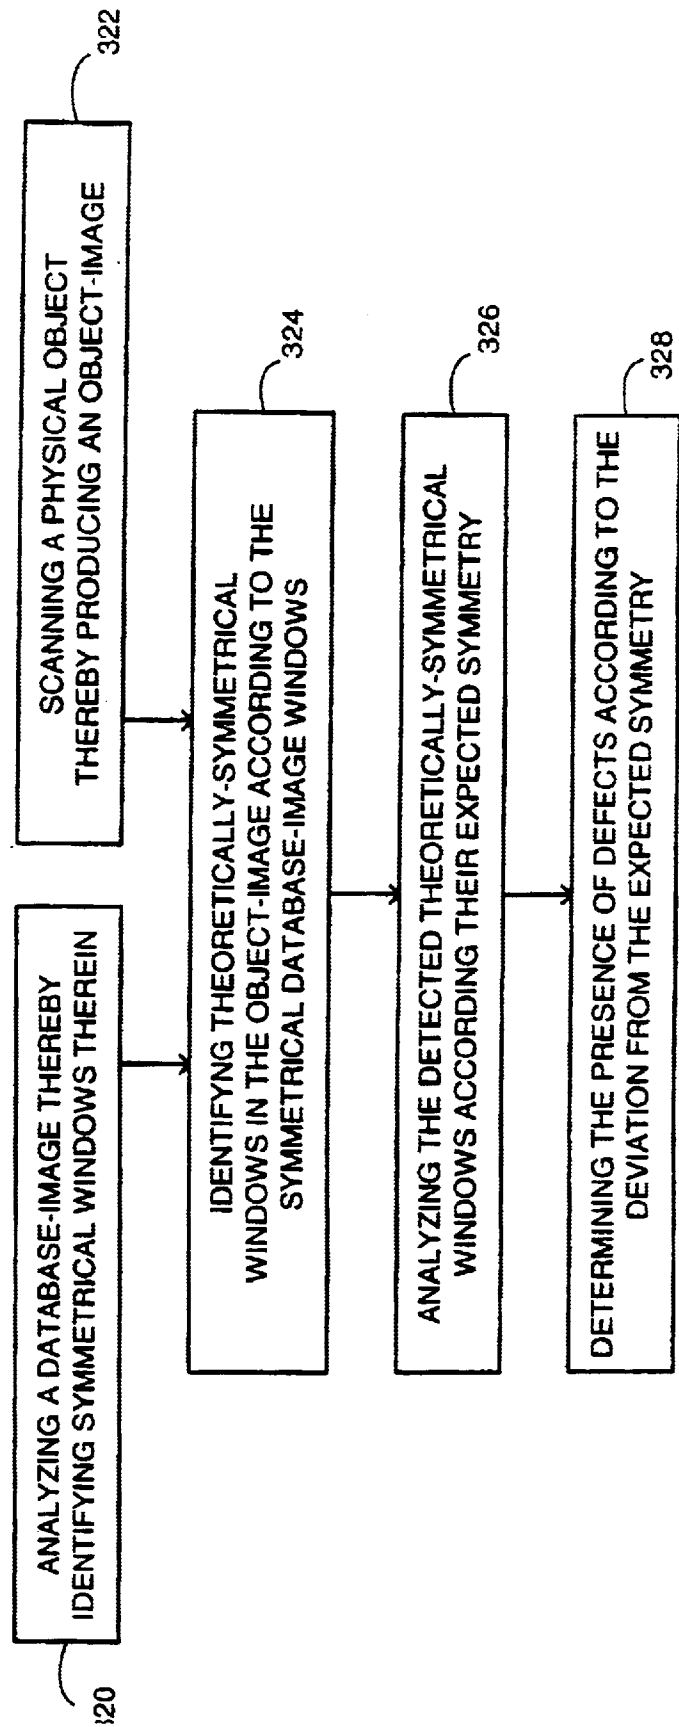 ANALYZING A DATABASE-IMAGE THEREBY
IDENTIFYING SYMMETRICAL WINDOWS THEREIN
320
SCANNING A PHYSICAL OBJECT
THEREBY PRODUCING AN OBJECT-IMAGE
322
IDENTIFYNG THEORETICALLY-SYMMETRICAL
WINDOWS IN THE OBJECT-IMAGE ACCORDING TO THE
SYMMETRICAL DATABASE-IMAGE WINDOWS
324
ANALYZING THE DETECTED THEORETICALLY-SYMMETRICAL
WINDOWS ACCORDING THEIR EXPECTED SYMMETRY
326
DETERMINING THE PRESENCE OF DEFECTS ACCORDING TO THE
DEVIATION FROM THE EXPECTED SYMMETRY
328